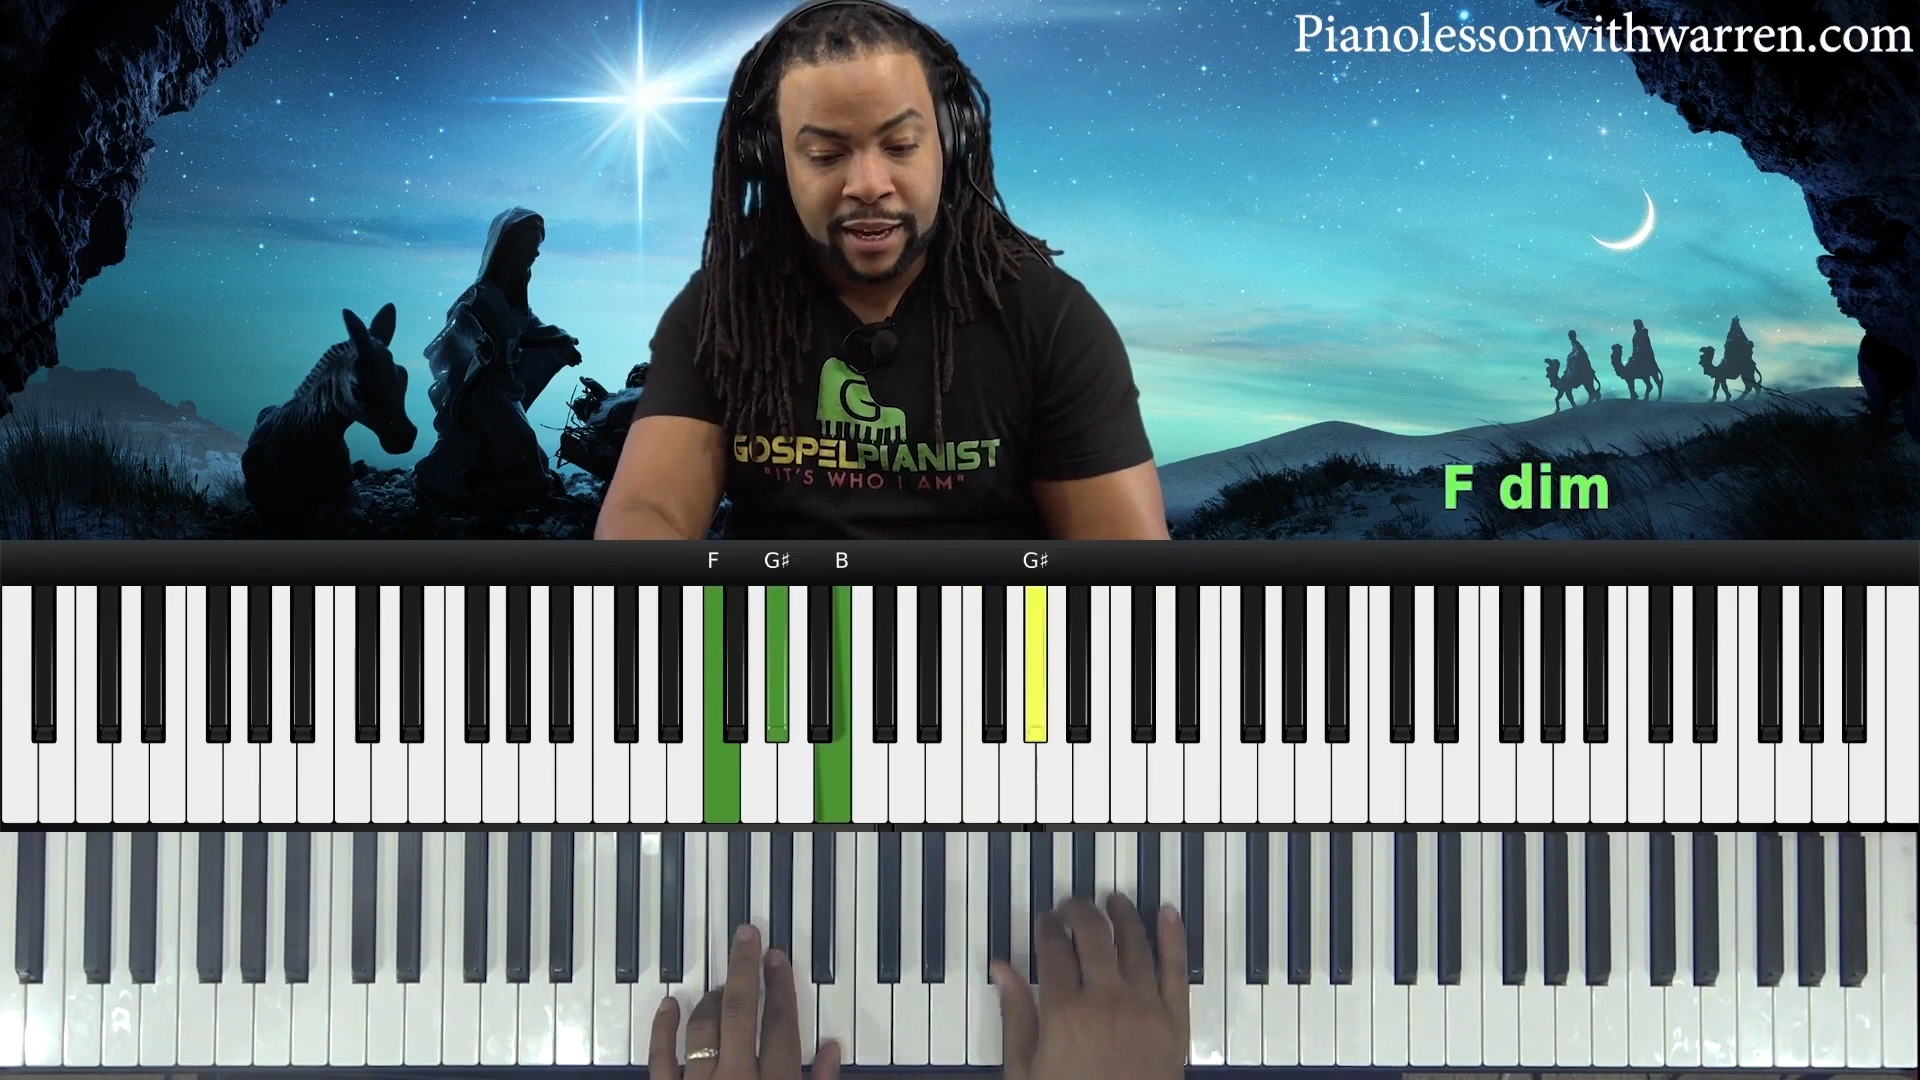 Pianolessonwithwarren.com
G
GOSPELPIANIST
"IT'S WHO I AM"
F dim
F G♯ B G♯